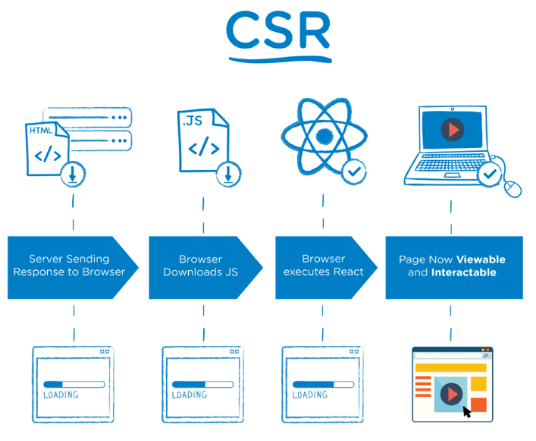 CSR
HTML
</>
.JS
</>
Server Sending
Response to Browser
Browser
Downloads JS
Browser
executes React
Page Now Viewable
and Interactable
LOADING
LOADING
LOADING